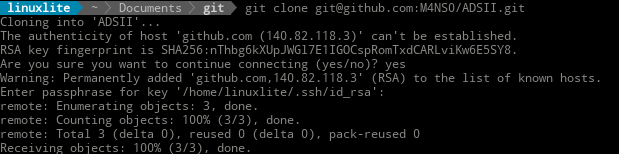 linuxlite ~ Documents git git clone git@github.com:M4NS0/ADSII.git
Cloning into 'ADSII'...
The authenticity of host 'github.com (140.82.118.3)' can't be established.
RSA key fingerprint is SHA256:nThbg6kXUpJWGl7E1IGOCspRomTxdCARLviKw6E5SY8.
Are you sure you want to continue connecting (yes/no)? yes
Warning: Permanently added 'github.com,140.82.118.3' (RSA) to the list of known hosts.
Enter passphrase for key '/home/linuxlite/.ssh/id_rsa':
remote: Enumerating objects: 3, done.
remote: Counting objects: 100% (3/3), done.
remote: Total 3 (delta 0), reused 0 (delta 0), pack-reused 0
Receiving objects: 100% (3/3), done.